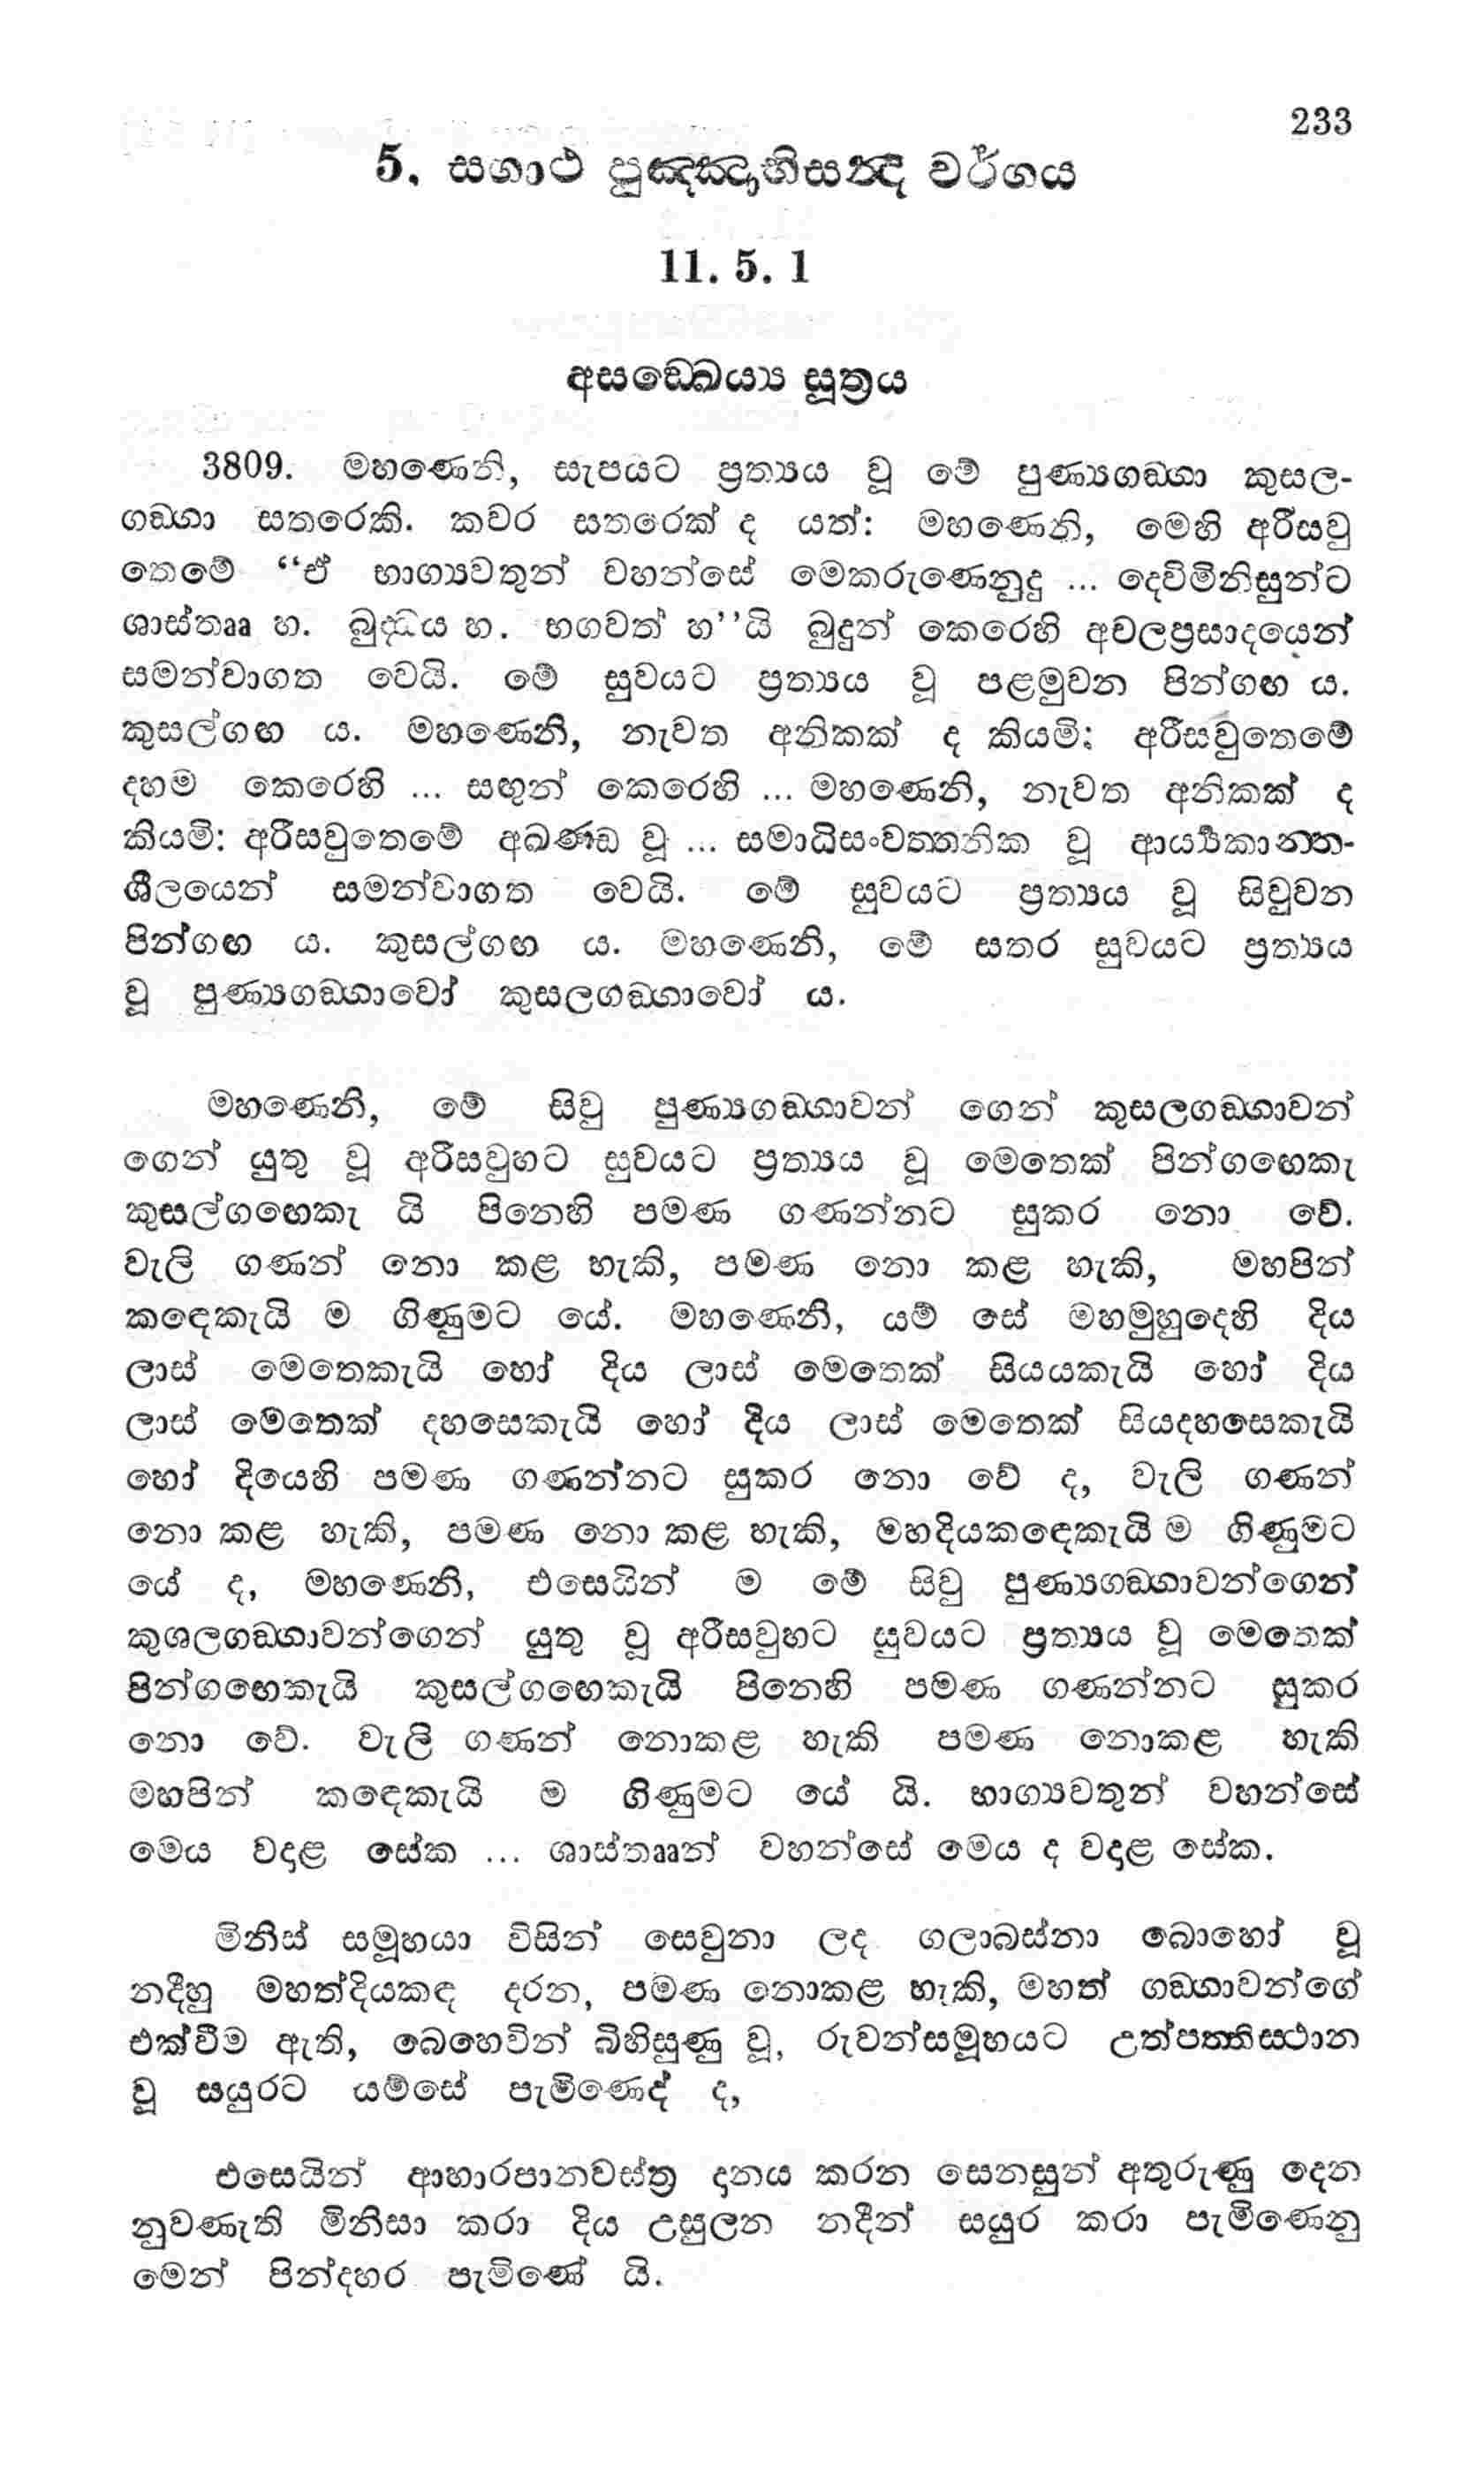 233
5. සගාථ පුඤ්ඤාභිසන්ද වර්ගය
11. 5. 1
අසඞ්ඛෙය්‍ය සූත්‍රය
3809. මහණෙනි, සැපයට ප්‍රත්‍යය වූ මේ පුණ්‍යගඞ්ගා කුසල-
ගඞ්ගා සතරෙකි. කවර සතරෙක් ද යත්: මහණෙනි, මෙහි අරීසවු
තෙමේ “ඒ භාග්‍යවතුන් වහන්සේ මෙකරුණෙනුදු ... දෙවිමිනිසුන්ට
ශාස්තෲ හ. බුද්ධය හ. භගවත් හ’’යි බුදුන් කෙරෙහි අචලප්‍රසාදයෙන්
සමන්වාගත වෙයි. මේ සුවයට ප්‍රත්‍යය වූ පළමුවන පින්ගඟ ය.
කුසල්ගඟ ය. මහණෙනි, නැවත අනිකක් ද කියමි: අරීසවුතෙමේ
දහම කෙරෙහි ... සඟුන් කෙරෙහි ... මහණෙනි, නැවත අනිකක් ද
කියමි: අරීසවුතෙමේ අඛණ්ඩ වූ ... සමාධිසංවත්තනික වූ ආර්‍ය්‍යකාන්ත-
ශීලයෙන් සමන්වාගත වෙයි. මේ සුවයට ප්‍රත්‍යය වූ සිවුවන
පින්ගඟ ය. කුසල්ගඟ ය. මහණෙනි, මේ සතර සුවයට ප්‍රත්‍යය
වූ පුණ්‍යගඞ්ගාවෝ කුසලගඞ්ගාවෝ ය.
මහණෙනි, මේ සිවු පුණ්‍යගඞ්ගාවන් ගෙන් කුසලගඞ්ගාවන්
ගෙන් යුතු වූ අරීසවුහට සුවයට ප්‍රත්‍යය වූ මෙතෙක් පින්ගඟෙකැ
කුසල්ගඟෙකැ යි පිනෙහි පමණ ගණන්නට සුකර නො වේ.
වැලි ගණන් නො කළ හැකි, පමණ නො කළ හැකි, මහපින්
කඳෙකැයි ම ගිණුමට යේ. මහණෙනි, යම් සේ මහමුහුදෙහි දිය
ලාස් මෙතෙකැයි හෝ දිය ලාස් මෙතෙක් සියයකැයි හෝ දිය
ලාස් මෙතෙක් දහසෙකැයි හෝ දිය ලාස් මෙතෙක් සියදහසෙකැයි
හෝ දියෙහි පමණ ගණන්නට සුකර නො වේ ද, වැලි ගණන්
නො කළ හැකි, පමණ නො කළ හැකි, මහදියකඳෙකැයි ම ගිණුමට
යේ ද, මහණෙනි, එසෙයින් ම මේ සිවු පුණ්‍යගඞ්ගාවන්ගෙන්
කුශලගඞ්ගාවන්ගෙන් යුතු වූ අරීසවුහට සුවයට ප්‍රත්‍යය වූ මෙතෙක්
පින්ගඟෙකැයි කුසල්ගඟෙකැයි පිනෙහි පමණ ගණන්නට සුකර
නො වේ. වැලි ගණන් නොකළ හැකි පමණ නොකළ හැකි
මහපින් කඳෙකැයි ම ගිණුමට යේ යි. භාග්‍යවතුන් වහන්සේ
මෙය වදාළ සේක ... ශාස්තෲන් වහන්සේ මෙය ද වදාළ සේක.
මිනිස් සමූහයා විසින් සෙවුනා ලද ගලාබස්නා බොහෝ වූ
නදීහු මහත්දියකඳ දරන, පමණ නොකළ හැකි, මහත් ගඞ්ගාවන්ගේ
එක්වීම ඇති, බෙහෙවින් බිහිසුණු වූ, රුවන්සමූහයට උත්පත්තිස්ථාන
වූ සයුරට යම්සේ පැමිණෙද් ද,
එසෙයින් ආහාරපානවස්ත්‍ර දානය කරන සෙනසුන් අතුරුණු දෙන
නුවණැති මිනිසා කරා දිය උසුලන නදීන් සයුර කරා පැමිණෙනු
මෙන් පින්දහර පැමිණේ යි.